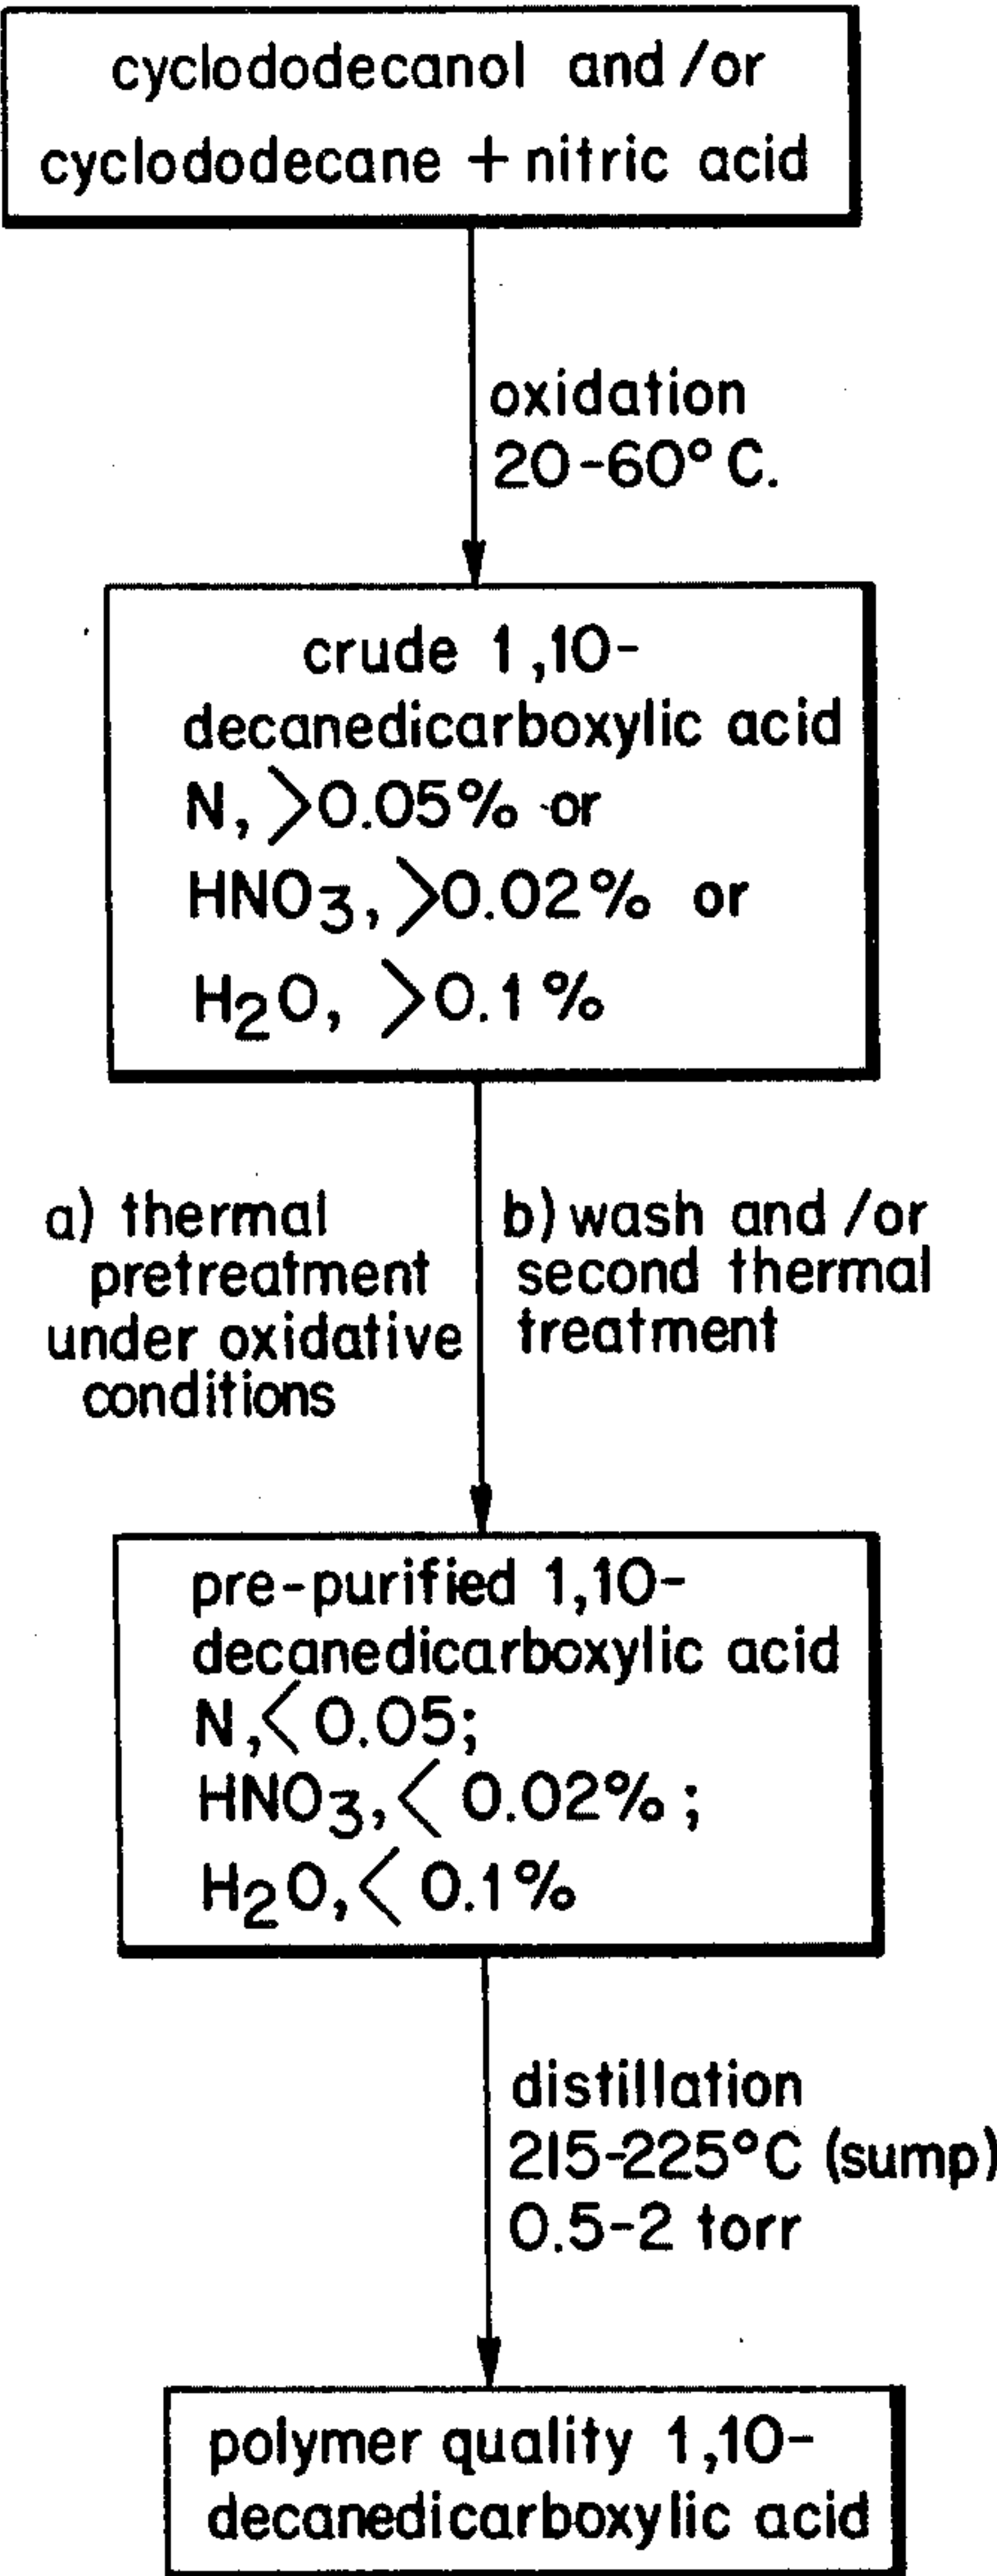 cyclododecanol and/or
cyclododecane + nitric acid
oxidation
20-60°C.
crude 1,10-
decanedicarboxylic acid
N, >0.05% or
HNO3, >0.02% or
H2O, >0.1%
a) thermal
pretreatment
under oxidative
conditions
b) wash and/or
second thermal
treatment
pre-purified 1,10-
decanedicarboxylic acid
N,< 0.05;
HNO3,< 0.02%;
H2O,< 0.1%
distillation
215-225°C (sump)
0.5-2 torr
polymer quality 1,10-
decanedicarboxylic acid